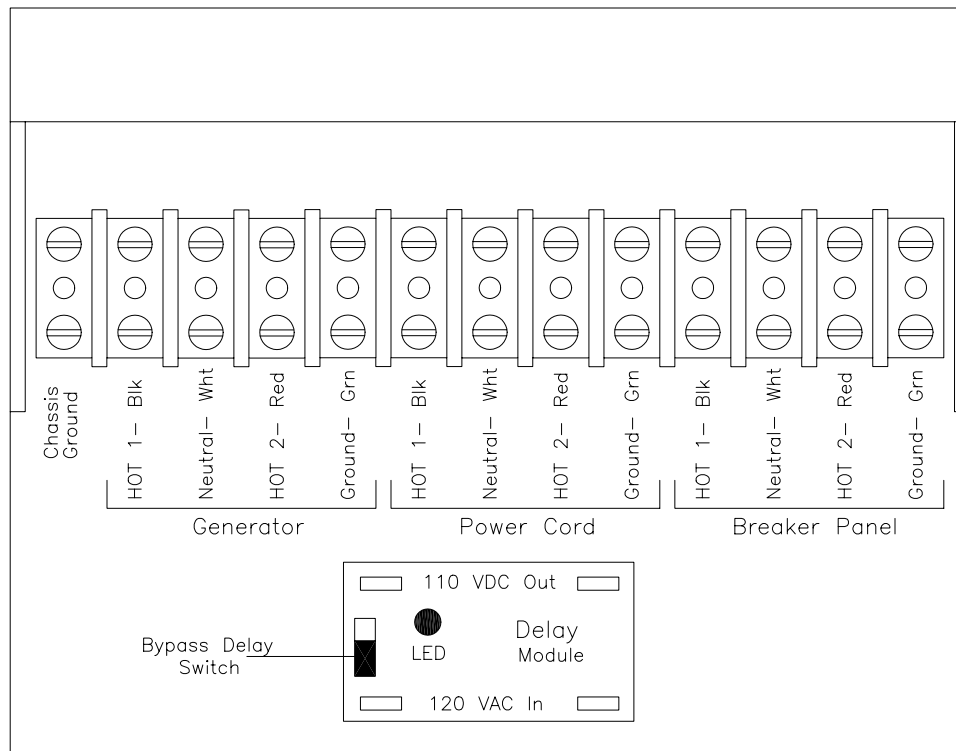 Chassis
Ground
HOT 1- Blk
Neutral- Wht
HOT 2- Red
Ground- Grn
HOT 1- Blk
Neutral- Wht
HOT 2- Red
Ground- Grn
HOT 1- Blk
Neutral- Wht
HOT 2- Red
Ground- Grn
Generator
Power Cord
Breaker Panel
110 VDC Out
Bypass Delay
Switch
LED
Delay
Module
120 VAC In